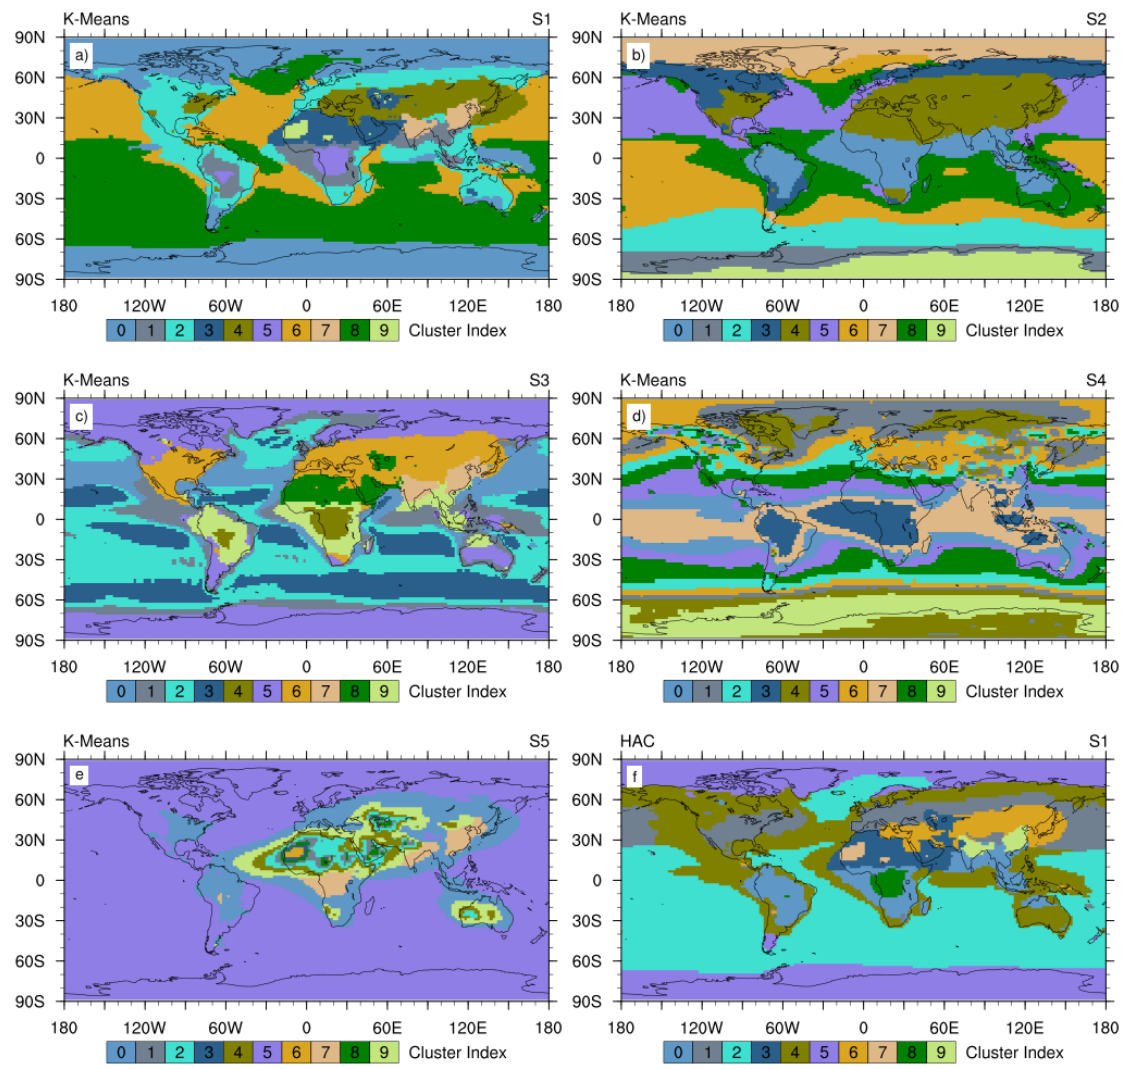 K-Means S1 K-Means S2
a) b)
90N 90N
60N 60N
30N 30N
0 0
30S 30S
60S 60S
90S 90S
180 120W 60W 0 60E 120E 180 180 120W 60W 0 60E 120E 180
0 1 2 3 4 5 6 7 8 9 Cluster Index 0 1 2 3 4 5 6 7 8 9 Cluster Index
K-Means S3 K-Means S4
c) d)
90N 90N
60N 60N
30N 30N
0 0
30S 30S
60S 60S
90S 90S
180 120W 60W 0 60E 120E 180 180 120W 60W 0 60E 120E 180
0 1 2 3 4 5 6 7 8 9 Cluster Index 0 1 2 3 4 5 6 7 8 9 Cluster Index
K-Means S5 HAC S1
e f
90N 90N
60N 60N
30N 30N
0 0
30S 30S
60S 60S
90S 90S
180 120W 60W 0 60E 120E 180 180 120W 60W 0 60E 120E 180
0 1 2 3 4 5 6 7 8 9 Cluster Index 0 1 2 3 4 5 6 7 8 9 Cluster Index